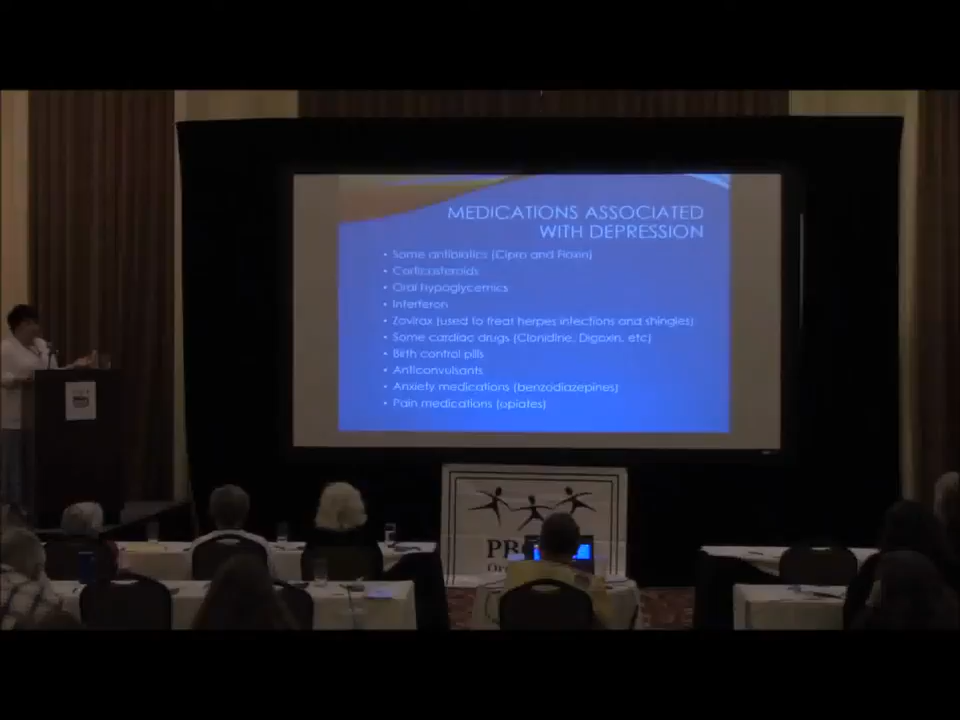 MEDICATIONS ASSOCIATED
WITH DEPRESSION
• Some antibiotics (Cipro and Floxin)
• Corticosteroids
• Oral hypoglycemics
• Interferon
• Zovirax (used to treat herpes infections and shingles)
• Some cardiac drugs (Clonidine, Digoxin, etc)
• Birth control pills
• Anticonvulsants
• Anxiety medications (benzodiazepines)
• Pain medications (opiates)